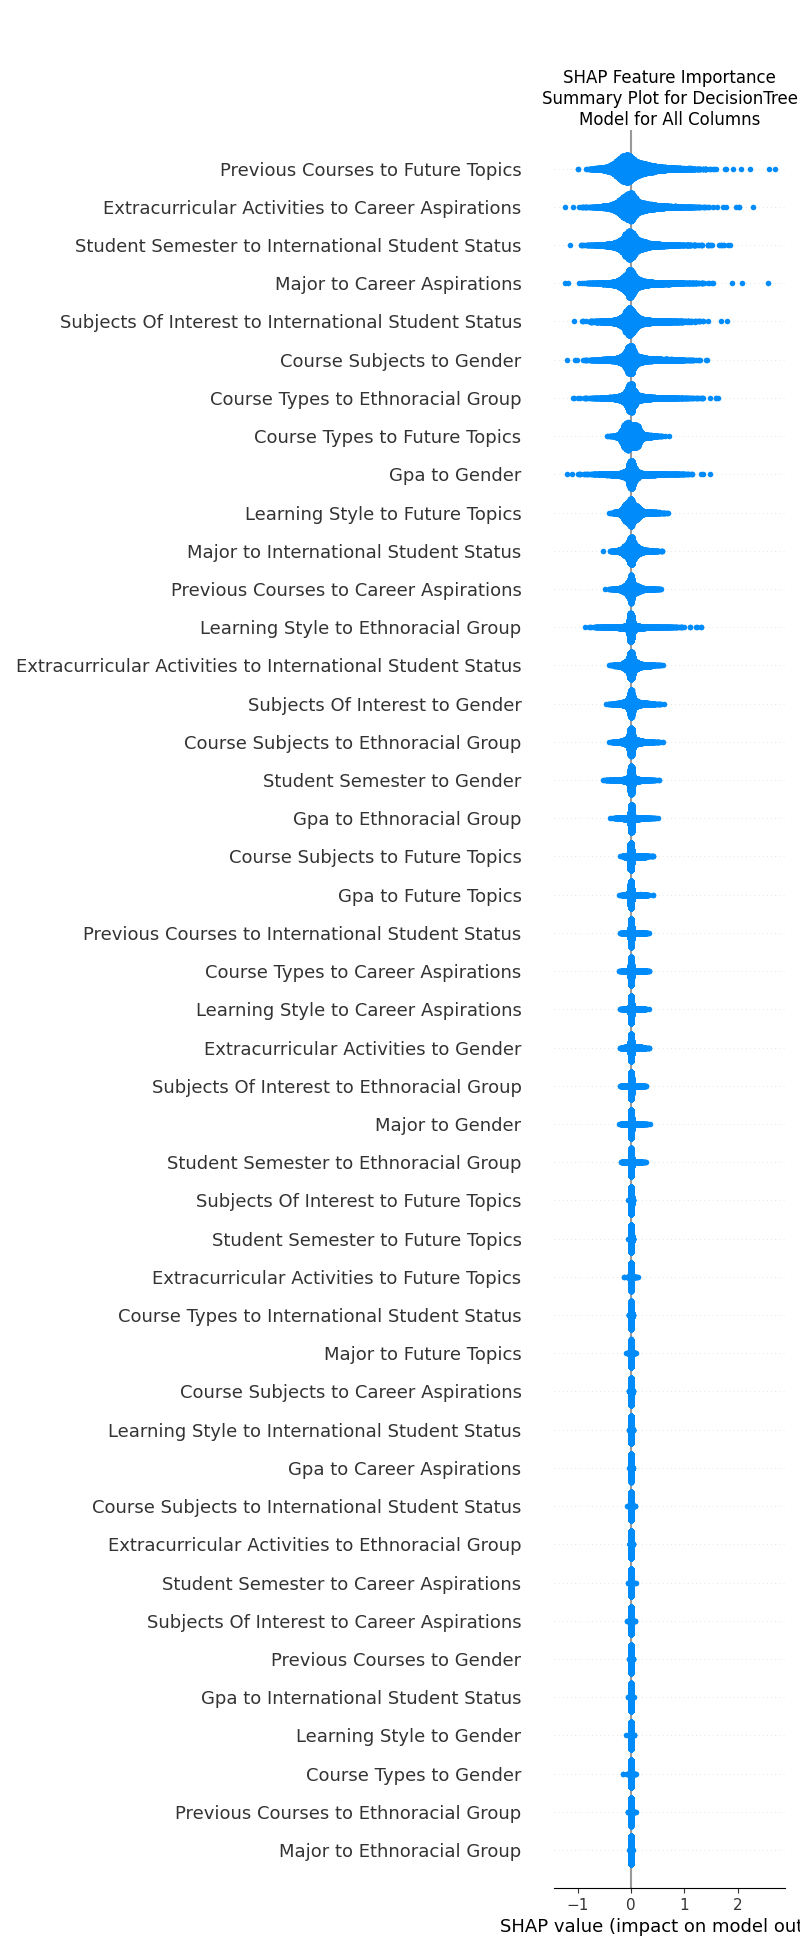 SHAP Feature Importance
Summary Plot for DecisionTree
Model for All Columns
Previous Courses to Future Topics
Extracurricular Activities to Career Aspirations
Student Semester to International Student Status
Major to Career Aspirations
Subjects Of Interest to International Student Status
Course Subjects to Gender
Course Types to Ethnoracial Group
Course Types to Future Topics
Gpa to Gender
Learning Style to Future Topics
Major to International Student Status
Previous Courses to Career Aspirations
Learning Style to Ethnoracial Group
Extracurricular Activities to International Student Status
Subjects Of Interest to Gender
Course Subjects to Ethnoracial Group
Student Semester to Gender
Gpa to Ethnoracial Group
Course Subjects to Future Topics
Gpa to Future Topics
Previous Courses to International Student Status
Course Types to Career Aspirations
Learning Style to Career Aspirations
Extracurricular Activities to Gender
Subjects Of Interest to Ethnoracial Group
Major to Gender
Student Semester to Ethnoracial Group
Subjects Of Interest to Future Topics
Student Semester to Future Topics
Extracurricular Activities to Future Topics
Course Types to International Student Status
Major to Future Topics
Course Subjects to Career Aspirations
Learning Style to International Student Status
Gpa to Career Aspirations
Course Subjects to International Student Status
Extracurricular Activities to Ethnoracial Group
Student Semester to Career Aspirations
Subjects Of Interest to Career Aspirations
Previous Courses to Gender
Gpa to International Student Status
Learning Style to Gender
Course Types to Gender
Previous Courses to Ethnoracial Group
Major to Ethnoracial Group
−1 0 1 2
SHAP value (impact on model out